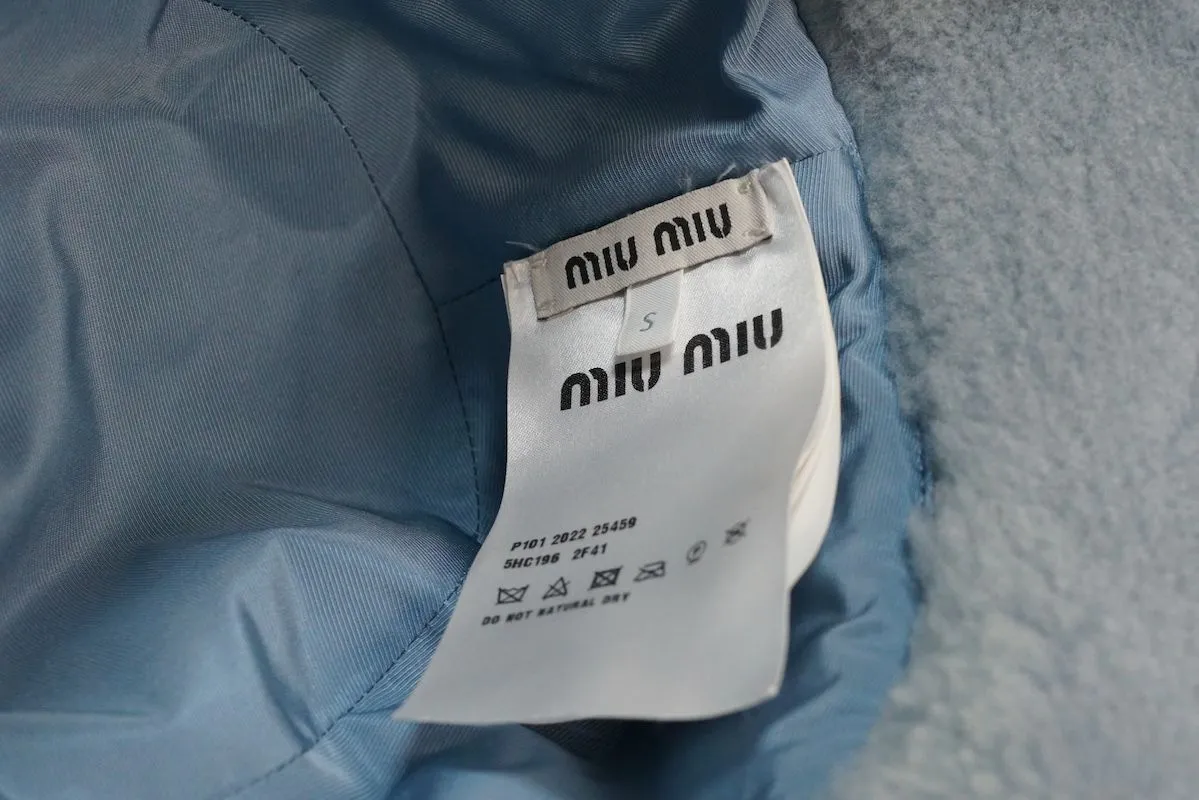 MIU MIU
S
MIU MIU
P101 2022 25459
5HC196 2F41
P
DO NOT NATURAL DRY